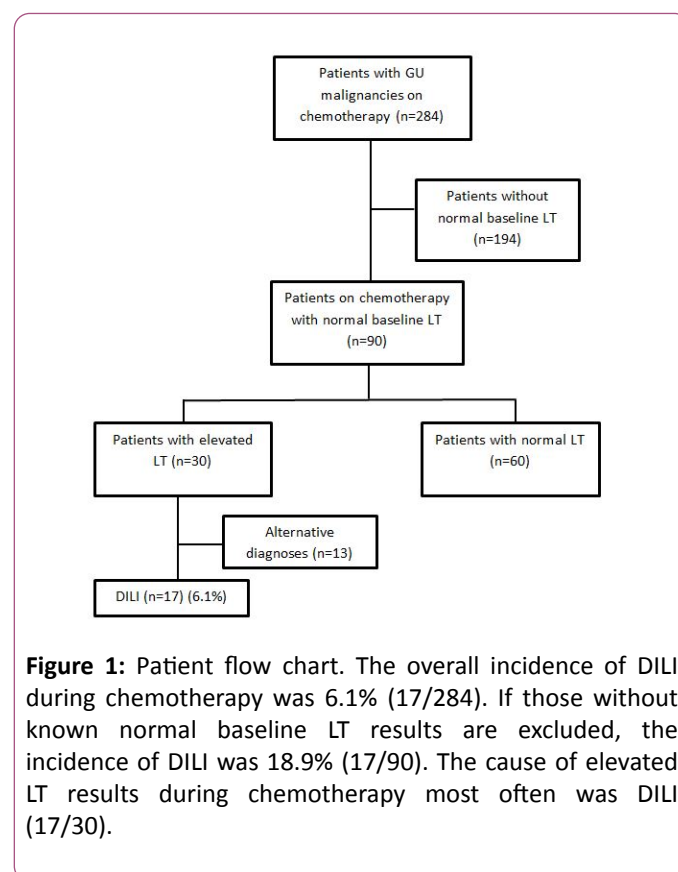 Patients with GU
malignancies on
chemotherapy (n=284)
Patients without
normal baseline LT
(n=194)
Patients on chemotherapy
with normal baseline LT
(n=90)
Patients with elevated
LT (n=30)
Patients with normal LT
(n=60)
Alternative
diagnoses (n=13)
DILI (n=17) (6.1%)
Figure 1: Patient flow chart. The overall incidence of DILI
during chemotherapy was 6.1% (17/284). If those without
known normal baseline LT results are excluded, the
incidence of DILI was 18.9% (17/90). The cause of elevated
LT results during chemotherapy most often was DILI
(17/30).